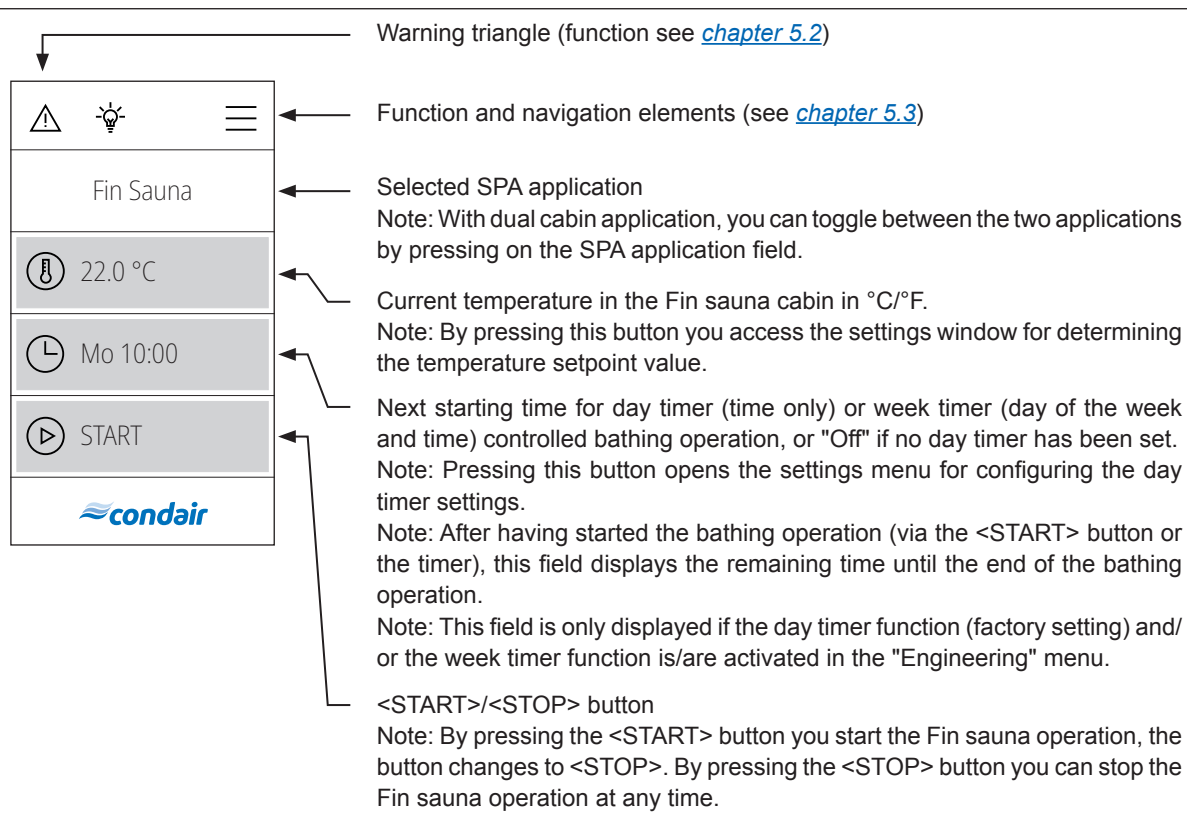 Warning triangle (function see chapter 5.2)
Function and navigation elements (see chapter 5.3)
Fin Sauna
Selected SPA application
Note: With dual cabin application, you can toggle between the two applications
by pressing on the SPA application field.
22.0 °C
Current temperature in the Fin sauna cabin in °C/°F.
Note: By pressing this button you access the settings window for determining
the temperature setpoint value.
Mo 10:00
Next starting time for day timer (time only) or week timer (day of the week
and time) controlled bathing operation, or "Off" if no day timer has been set.
Note: Pressing this button opens the settings menu for configuring the day
timer settings.
Note: After having started the bathing operation (via the <START> button or
the timer), this field displays the remaining time until the end of the bathing
operation.
Note: This field is only displayed if the day timer function (factory setting) and/
or the week timer function is/are activated in the "Engineering" menu.
START
<START>/<STOP> button
Note: By pressing the <START> button you start the Fin sauna operation, the
button changes to <STOP>. By pressing the <STOP> button you can stop the
Fin sauna operation at any time.
condair